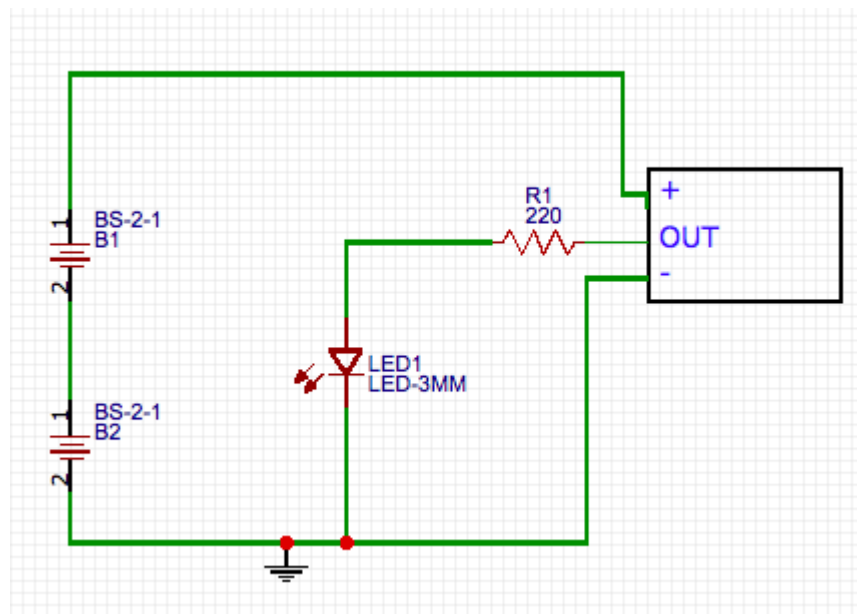 R1
220
+
OUT
-
1
BS-2-1
B1
2
LED1
LED-3MM
1
BS-2-1
B2
2